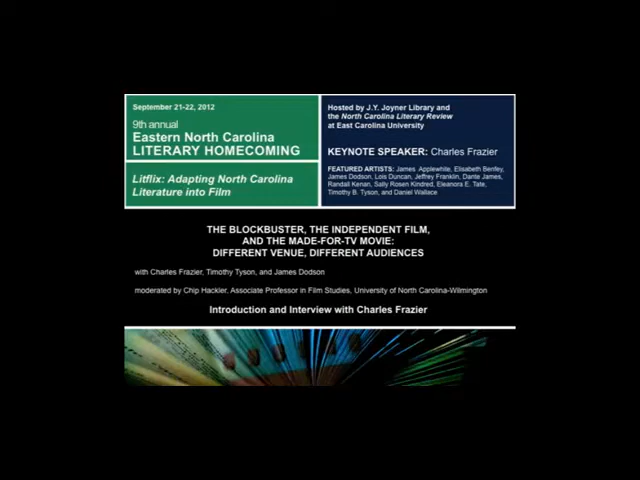 September 21-22, 2012
9th annual
Eastern North Carolina
LITERARY HOMECOMING
Litflix: Adapting North Carolina
Literature into Film
Hosted by J.Y. Joyner Library and
the North Carolina Literary Review
at East Carolina University
KEYNOTE SPEAKER: Charles Frazier
FEATURED ARTISTS: James Applewhite, Elisabeth Benfey,
James Dodson, Lois Duncan, Jeffrey Franklin, Dante James,
Randall Kenan, Sally Rosen Kindred, Eleanora E. Tate,
Timothy B. Tyson, and Daniel Wallace
THE BLOCKBUSTER, THE INDEPENDENT FILM,
AND THE MADE-FOR-TV MOVIE:
DIFFERENT VENUE, DIFFERENT AUDIENCES
with Charles Frazier, Timothy Tyson, and James Dodson
moderated by Chip Hackler, Associate Professor in Film Studies, University of North Carolina-Wilmington
Introduction and Interview with Charles Frazier